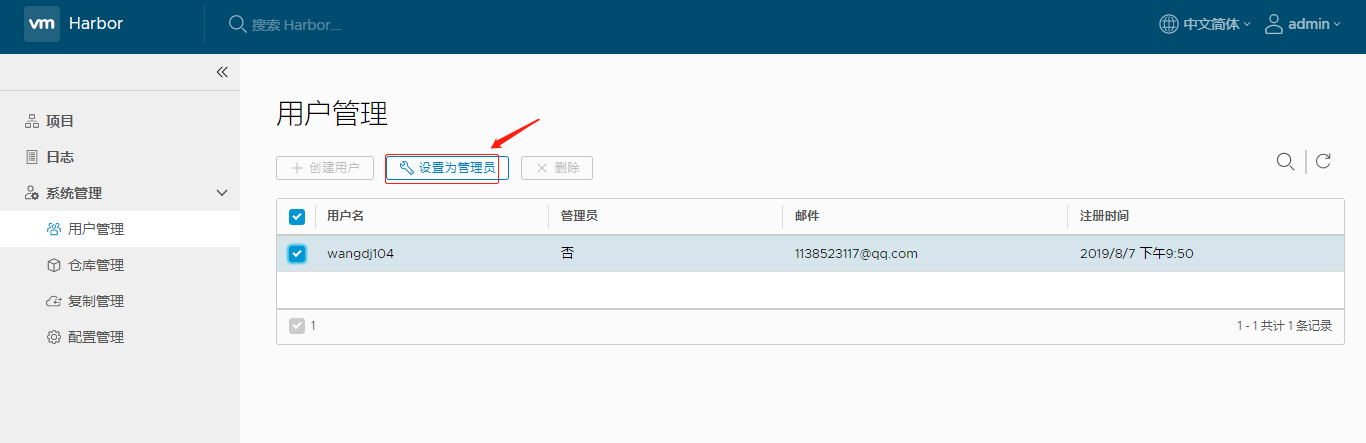 vm Harbor 搜索 Harbor... 中文简体 admin
项目
日志
系统管理
用户管理
仓库管理
复制管理
配置管理
用户管理
创建用户 设置为管理员 删除
用户名 管理员 邮件 注册时间
wangdj104 否 1138523117@qq.com 2019/8/7 下午9:50
1 1 - 1 共计 1 条记录